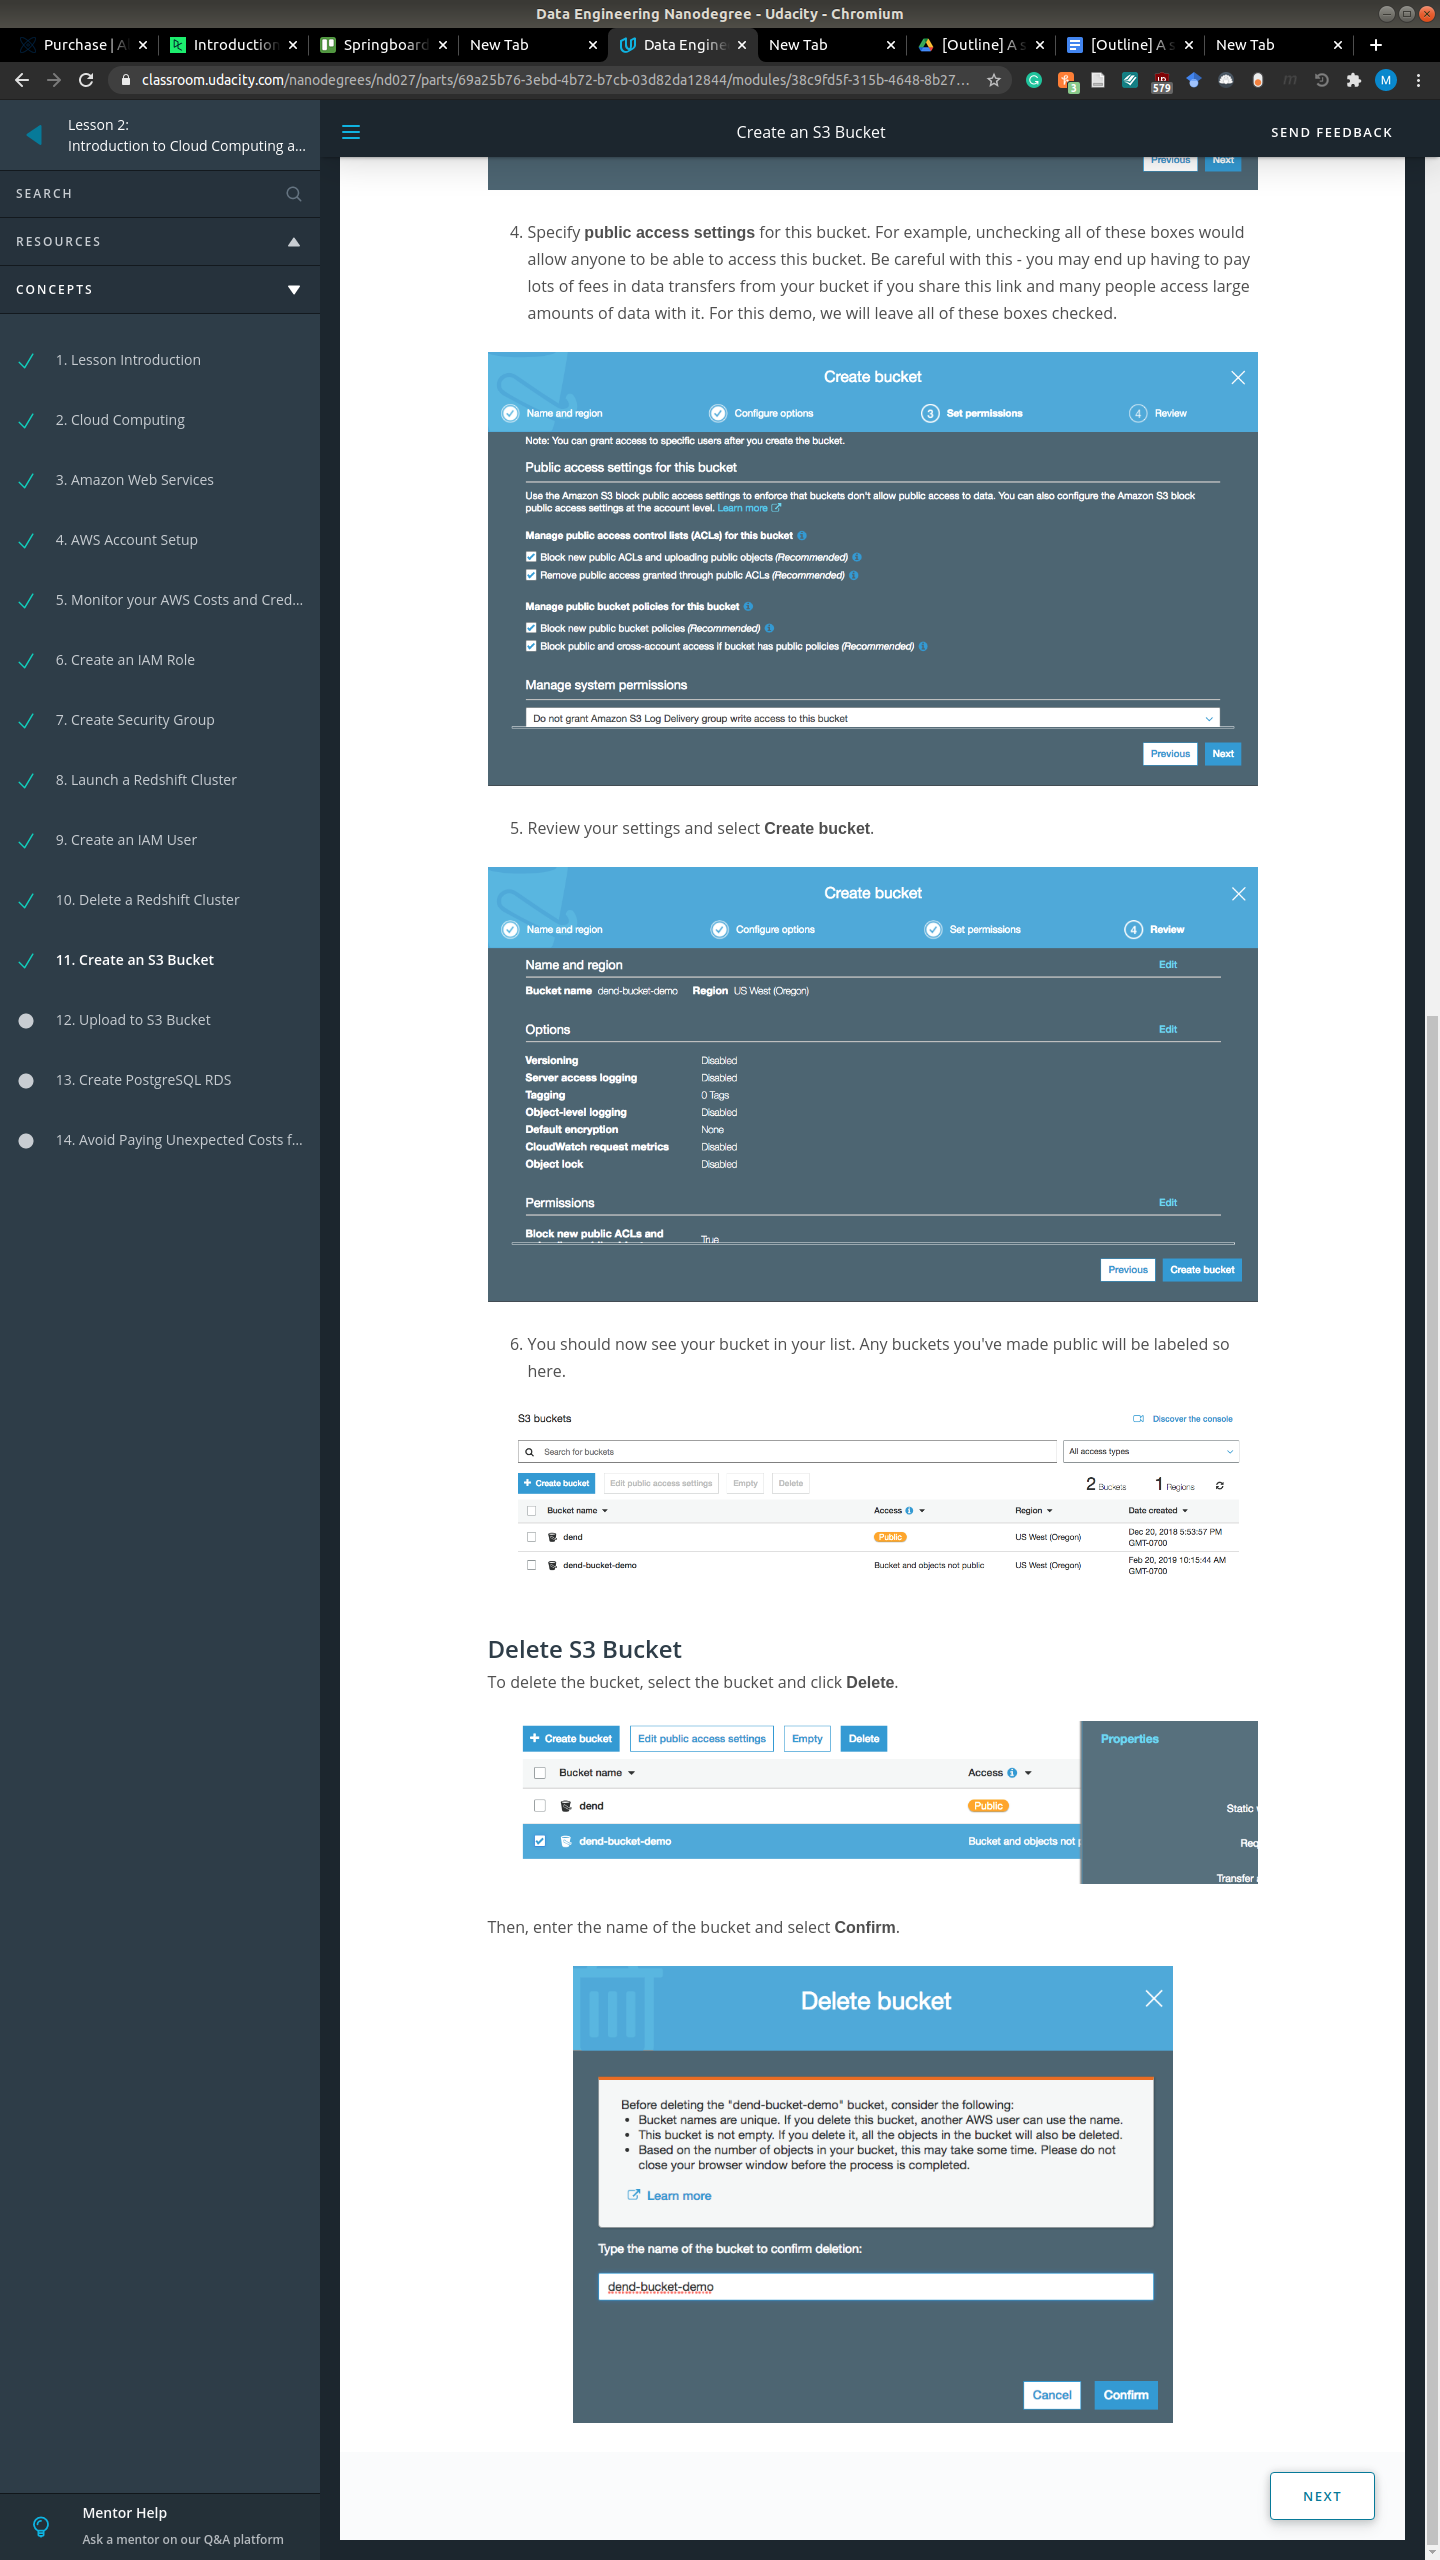 Data Engineering Nanodegree - Udacity - Chromium
Purchase | A
Introduction
Springboard
New Tab
Data Engine
New Tab
[Outline] A s
[Outline] A s
New Tab
classroom.udacity.com/nanodegrees/nd027/parts/69a25b76-3ebd-4b72-b7cb-03d82da12844/modules/38c9fd5f-315b-4648-8b27...
3
579
M
Lesson 2:
Introduction to Cloud Computing a...
Create an S3 Bucket
SEND FEEDBACK
SEARCH
RESOURCES
CONCEPTS
1. Lesson Introduction
2. Cloud Computing
3. Amazon Web Services
4. AWS Account Setup
5. Monitor your AWS Costs and Cred...
6. Create an IAM Role
7. Create Security Group
8. Launch a Redshift Cluster
9. Create an IAM User
10. Delete a Redshift Cluster
11. Create an S3 Bucket
12. Upload to S3 Bucket
13. Create PostgreSQL RDS
14. Avoid Paying Unexpected Costs f...
Mentor Help
Ask a mentor on our Q&A platform
Previous Next
4. Specify public access settings for this bucket. For example, unchecking all of these boxes would
allow anyone to be able to access this bucket. Be careful with this - you may end up having to pay
lots of fees in data transfers from your bucket if you share this link and many people access large
amounts of data with it. For this demo, we will leave all of these boxes checked.
Create bucket
Name and region Configure options 3 Set permissions 4 Review
Note: You can grant access to specific users after you create the bucket.
Public access settings for this bucket
Use the Amazon S3 block public access settings to enforce that buckets don't allow public access to data. You can also configure the Amazon S3 block
public access settings at the account level. Learn more
Manage public access control lists (ACLs) for this bucket
Block new public ACLs and uploading public objects (Recommended)
Remove public access granted through public ACLs (Recommended)
Manage public bucket policies for this bucket
Block new public bucket policies (Recommended)
Block public and cross-account access if bucket has public policies (Recommended)
Manage system permissions
Do not grant Amazon S3 Log Delivery group write access to this bucket
Previous Next
5. Review your settings and select Create bucket.
Create bucket
Name and region Configure options Set permissions 4 Review
Name and region Edit
Bucket name dend-bucket-demo Region US West (Oregon)
Options Edit
Versioning Disabled
Server access logging Disabled
Tagging 0 Tags
Object-level logging Disabled
Default encryption None
CloudWatch request metrics Disabled
Object lock Disabled
Permissions Edit
Block new public ACLs and
True
Previous Create bucket
6. You should now see your bucket in your list. Any buckets you've made public will be labeled so
here.
S3 buckets Discover the console
Search for buckets All access types
+ Create bucket Edit public access settings Empty Delete 2 Buckets 1 Regions
Bucket name Access Region Date created
dend Public US West (Oregon) Dec 20, 2018 5:53:57 PM
GMT-0700
dend-bucket-demo Bucket and objects not public US West (Oregon) Feb 20, 2019 10:15:44 AM
GMT-0700
Delete S3 Bucket
To delete the bucket, select the bucket and click Delete.
+ Create bucket Edit public access settings Empty Delete Properties
Bucket name Access
dend Public Static
dend-bucket-demo Bucket and objects not p Req
Transfer
Then, enter the name of the bucket and select Confirm.
Delete bucket
Before deleting the "dend-bucket-demo" bucket, consider the following:
• Bucket names are unique. If you delete this bucket, another AWS user can use the name.
• This bucket is not empty. If you delete it, all the objects in the bucket will also be deleted.
• Based on the number of objects in your bucket, this may take some time. Please do not
close your browser window before the process is completed.
Learn more
Type the name of the bucket to confirm deletion:
dend-bucket-demo
Cancel Confirm
NEXT